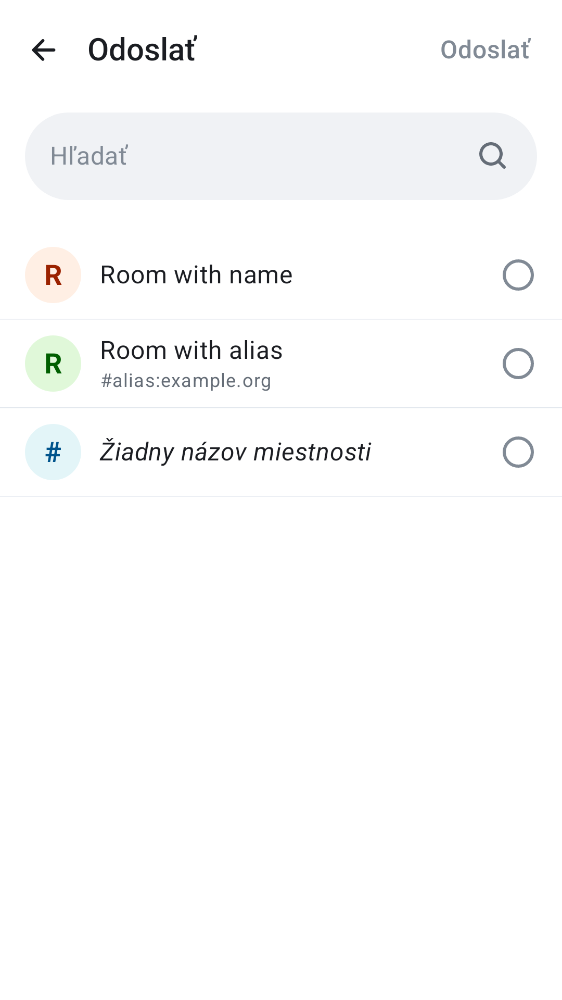 Odoslať
Odoslať
Hľadať
R
Room with name
R
Room with alias
#alias:example.org
#
Žiadny názov miestnosti